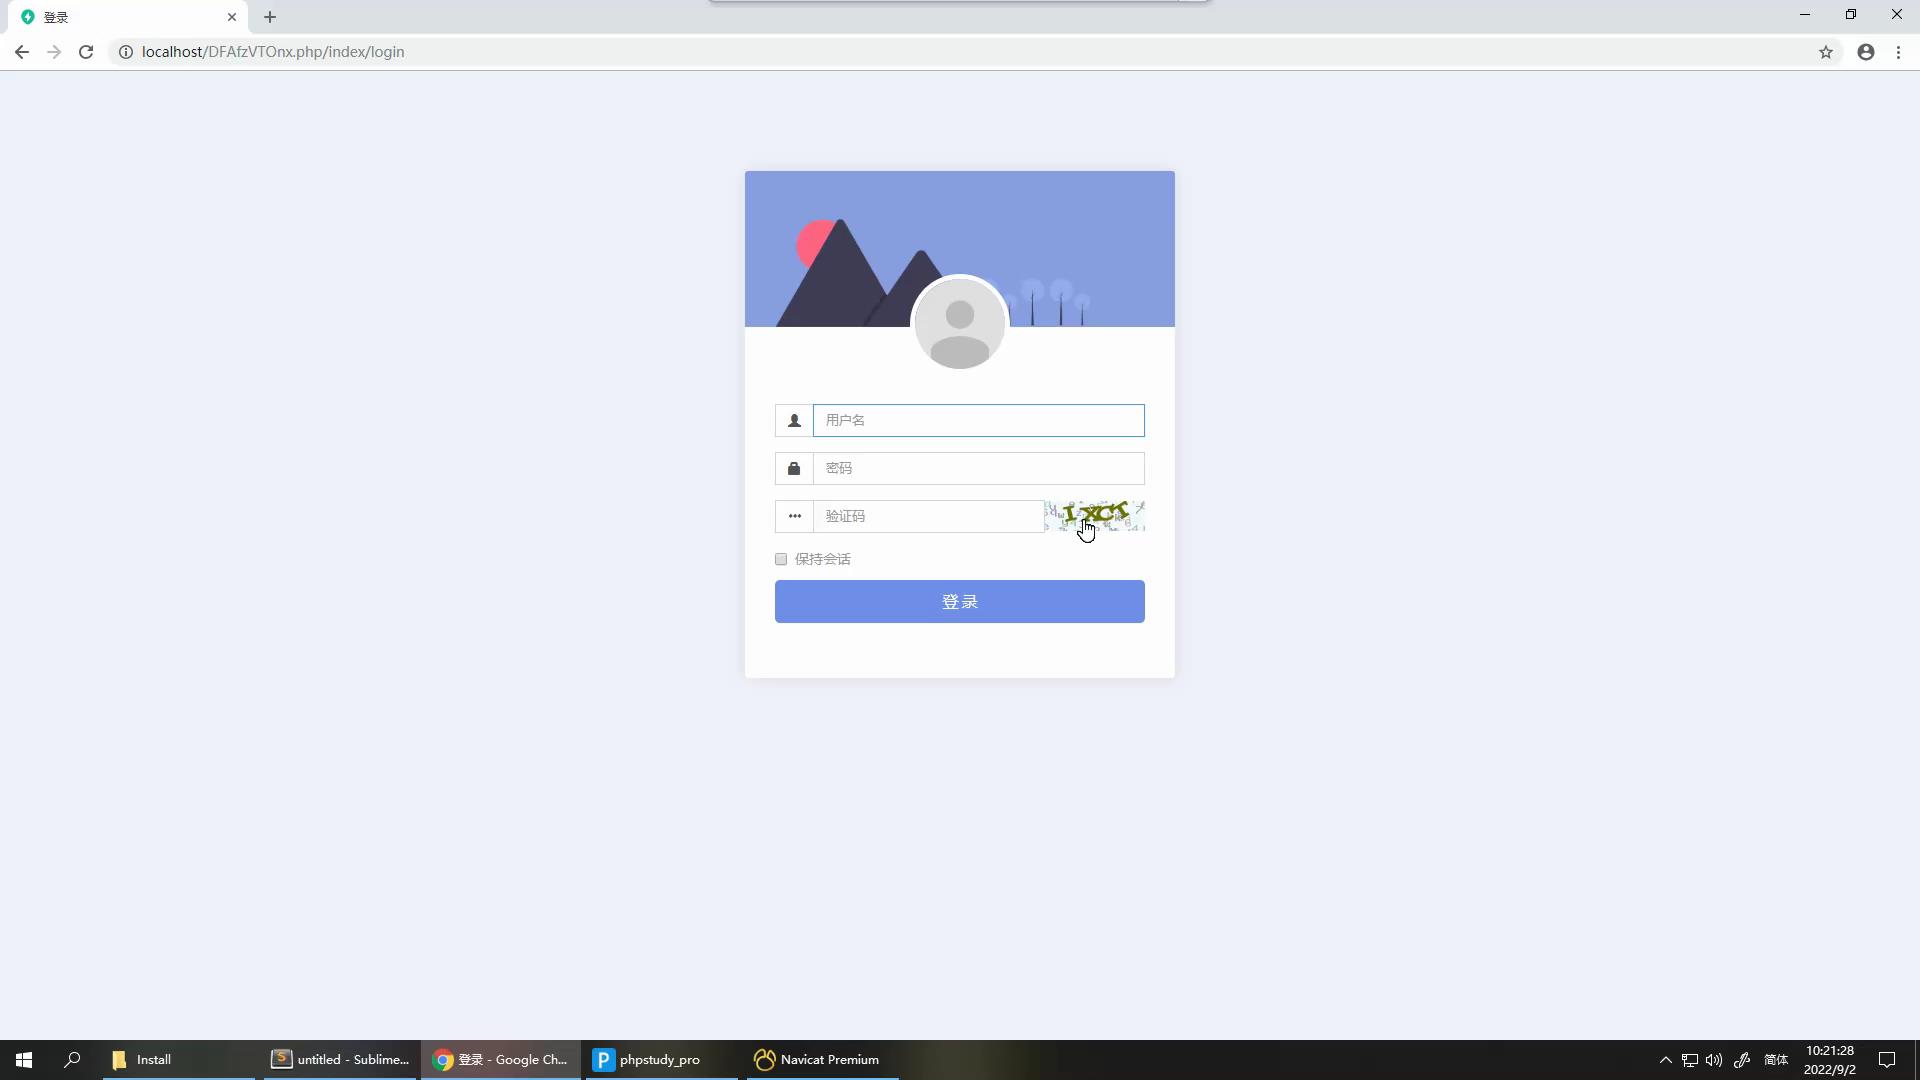 登录
localhost/DFAfzVTOnx.php/index/login
用户名
密码
验证码
IXCT
保持会话
登录
Install
untitled - Sublime...
登录 - Google Ch...
phpstudy_pro
Navicat Premium
简体
10:21:28
2022/9/2